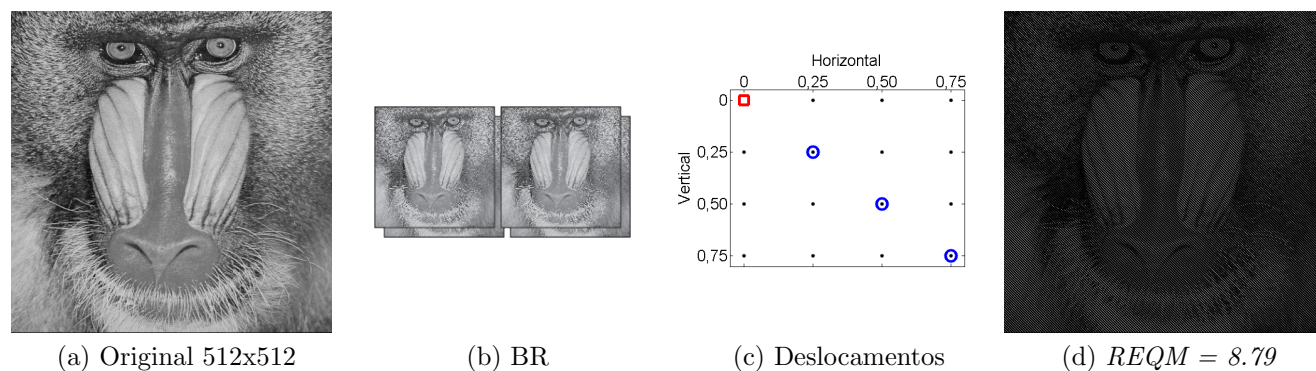 Horizontal
0 0,25 0,50 0,75
0
0,25
0,50
0,75
Vertical
(a) Original 512x512
(b) BR
(c) Deslocamentos
(d) REQM = 8.79